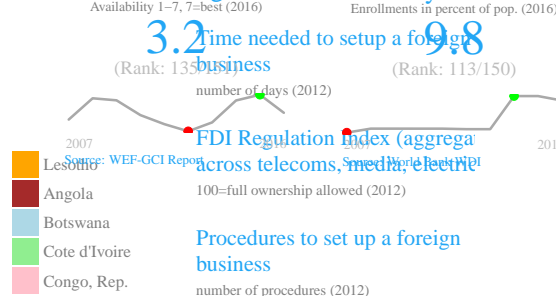 Availability 1–7, 7=best (2016)
Enrollments in percent of pop. (2016)
3.2
9.8
(Rank: 135/151)
(Rank: 113/150)
Time needed to setup a foreign
business
number of days (2012)
2007
2007
Source: WEF-GCI Report
Source: World Bank WDI
FDI Regulation Index (aggrega
across telecoms, media, electric
100=full ownership allowed (2012)
Procedures to set up a foreign
business
number of procedures (2012)
Lesotho
Angola
Botswana
Cote d'Ivoire
Congo, Rep.